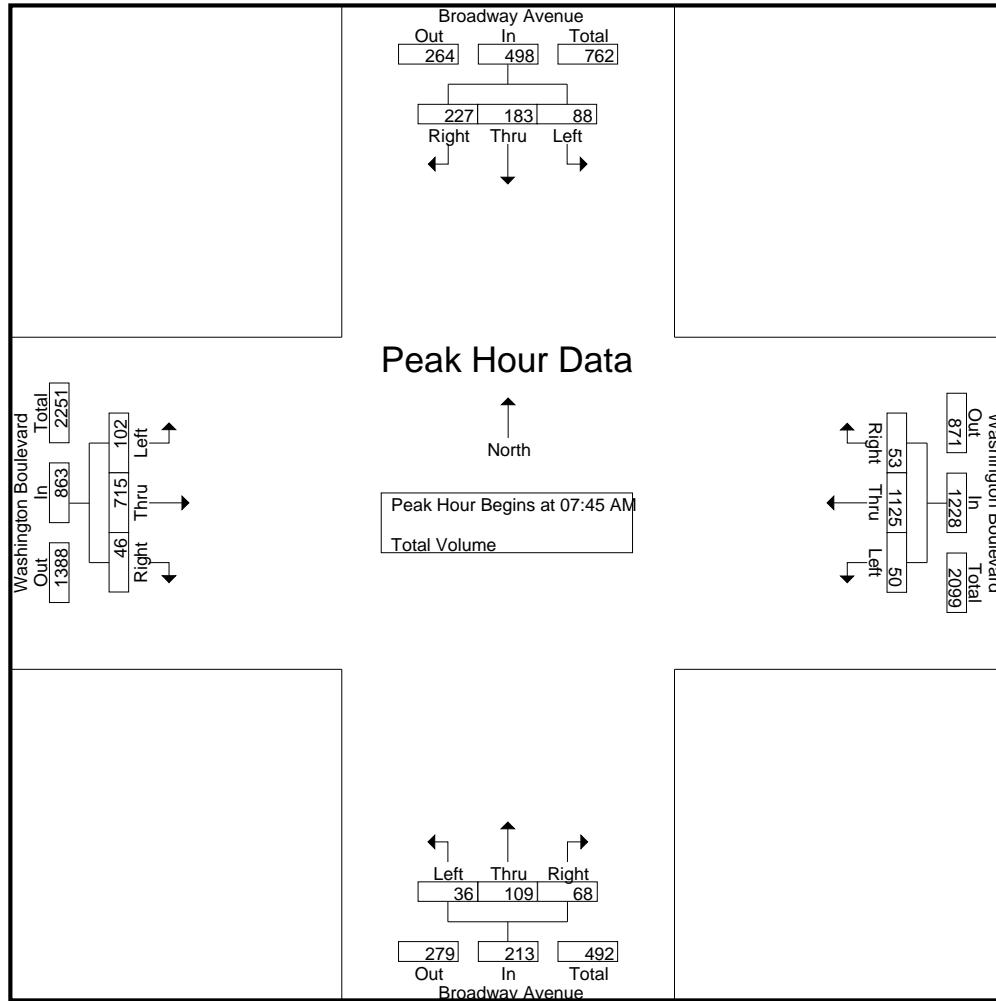 Broadway Avenue
Out In Total
264 498 762
227 183 88
Right Thru Left
Peak Hour Data
North
Peak Hour Begins at 07:45 AM
Total Volume
Washington Boulevard
Out In Total
1388 863 2251
46 715 102
Right Thru Left
Washington Boulevard
Out In Total
871 1228 2099
53 1125 50
Right Thru Left
Left Thru Right
36 109 68
279 213 492
Out In Total
Broadway Avenue